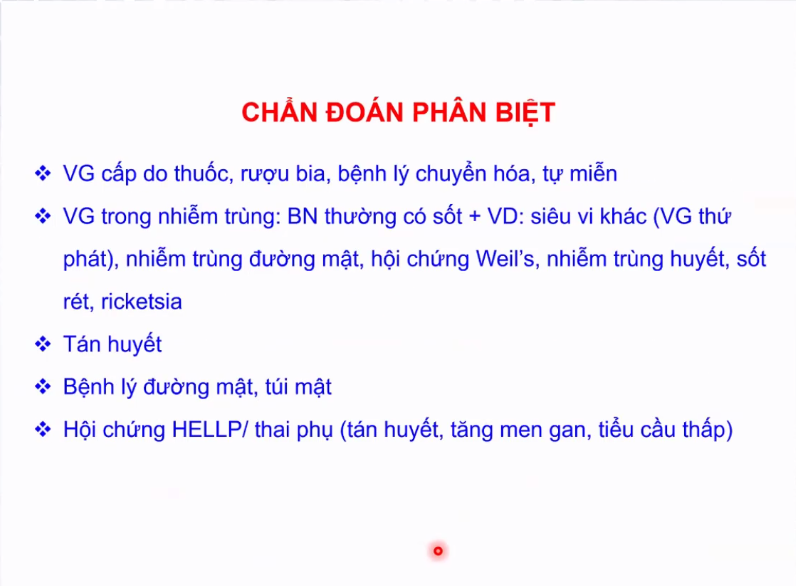 CHẨN ĐOÁN PHÂN BIỆT
❖ VG cấp do thuốc, rượu bia, bệnh lý chuyển hóa, tự miễn
❖ VG trong nhiễm trùng: BN thường có sốt + VD: siêu vi khác (VG thứ
phát), nhiễm trùng đường mật, hội chứng Weil’s, nhiễm trùng huyết, sốt
rét, ricketsia
❖ Tán huyết
❖ Bệnh lý đường mật, túi mật
❖ Hội chứng HELLP/ thai phụ (tán huyết, tăng men gan, tiểu cầu thấp)